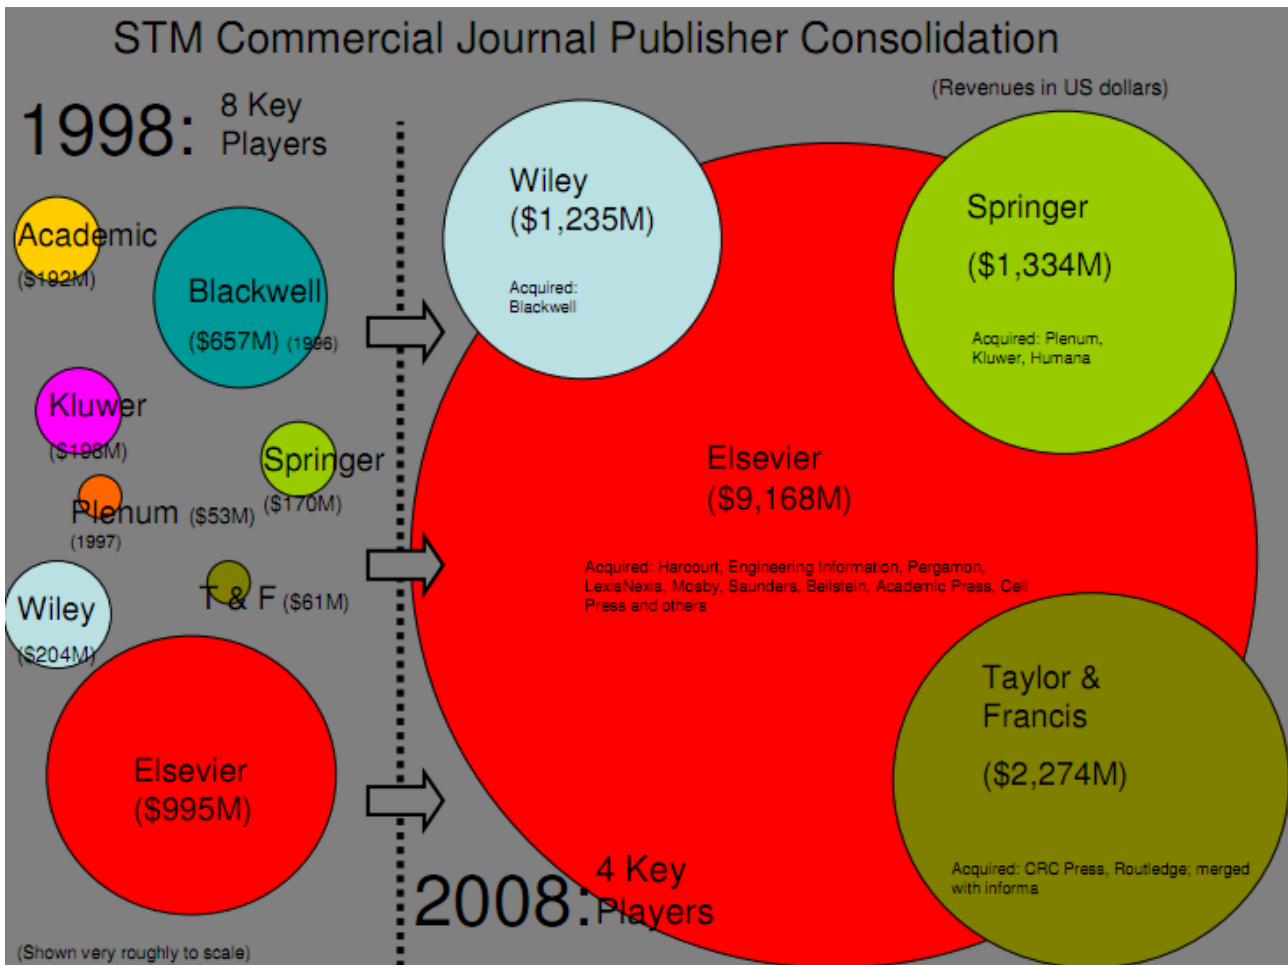 STM Commercial Journal Publisher Consolidation
(Revenues in US dollars)
1998:
8 Key
Players
Academic
($192M)
Blackwell
($657M) (1996)
Kluwer
($198M)
Springer
($170M)
Plenum ($53M)
(1997)
T & F ($61M)
Wiley
($204M)
Elsevier
($995M)
(Shown very roughly to scale)
Wiley
($1,235M)
Acquired:
Blackwell
Springer
($1,334M)
Acquired: Plenum,
Kluwer, Humana
Elsevier
($9,168M)
Acquired: Harcourt, Engineering Information, Pergamon,
LexisNexis, Mosby, Saunders, Beilstein, Academic Press, Cell
Press and others
Taylor &
Francis
($2,274M)
Acquired: CRC Press, Routledge; merged
with informa
2008:
4 Key
Players